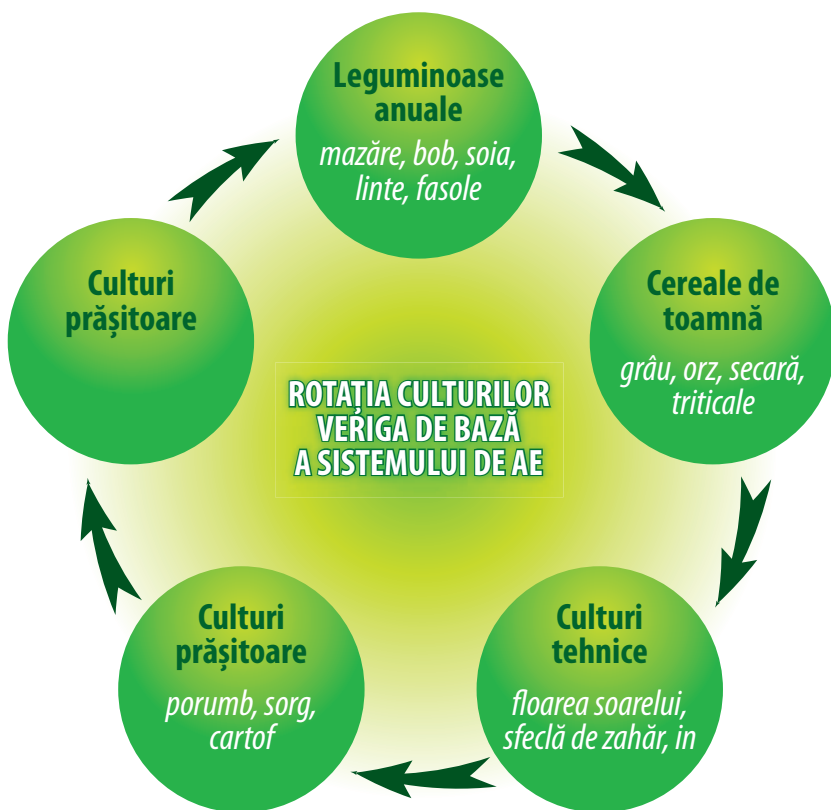 Leguminoase
anuale
mazăre, bob, soia,
linte, fasole
Cereale de
toamnă
grâu, orz, secară,
triticale
Culturi
tehnice
floarea soarelui,
sfeclă de zahăr, in
Culturi
prășitoare
porumb, sorg,
cartof
Culturi
prășitoare
ROTAȚIA CULTURILOR
VERIGA DE BAZĂ
A SISTEMULUI DE AE